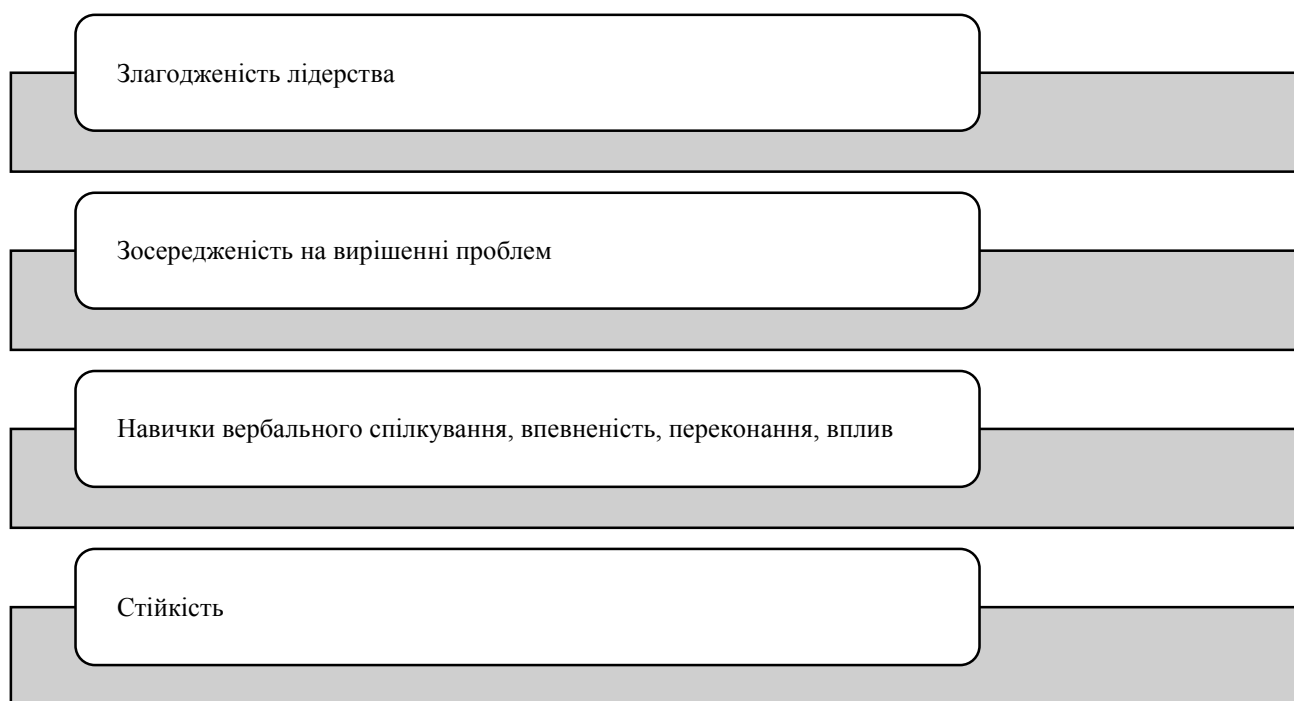 Злагодженість лідерства
Зосередженість на вирішенні проблем
Навички вербального спілкування, впевненість, переконання, вплив
Стійкість